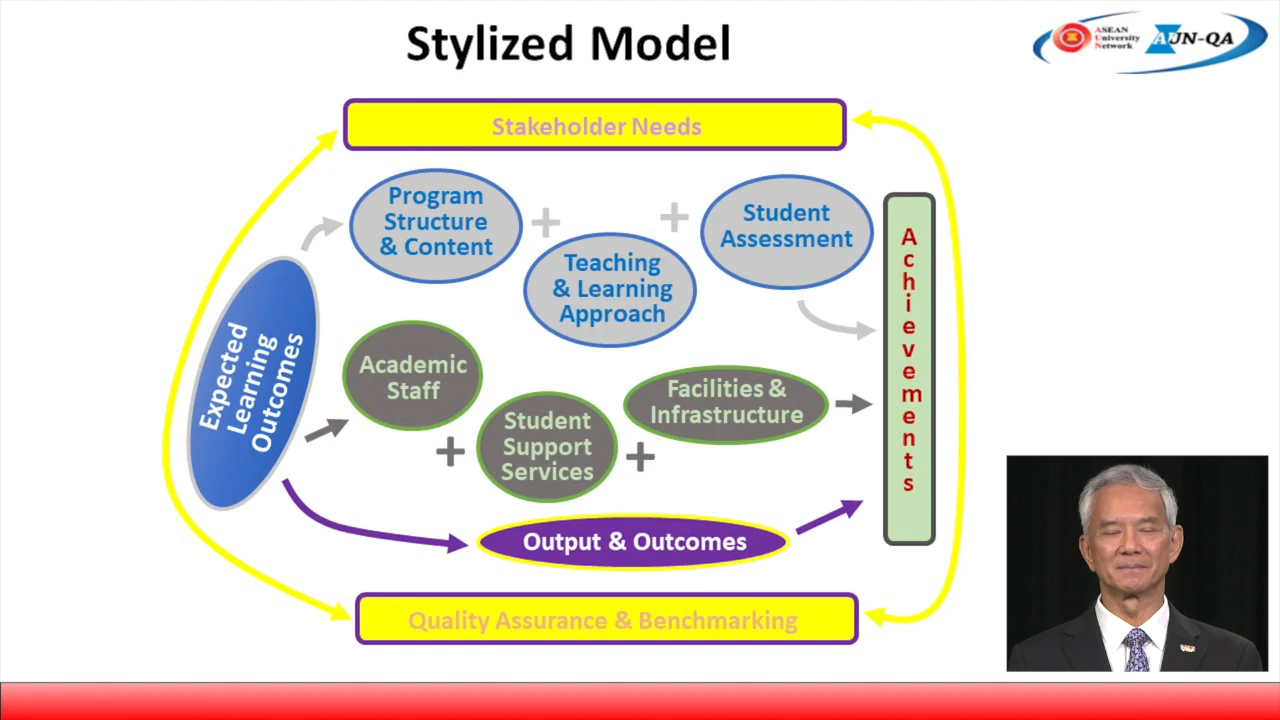 Stylized Model
ASEAN
University
Network
AUN-QA
Stakeholder Needs
Program
Structure
& Content
Student
Assessment
Teaching
& Learning
Approach
Achievements
Expected
Learning
Outcomes
Academic
Staff
Facilities &
Infrastructure
Student
Support
Services
Output & Outcomes
Quality Assurance & Benchmarking